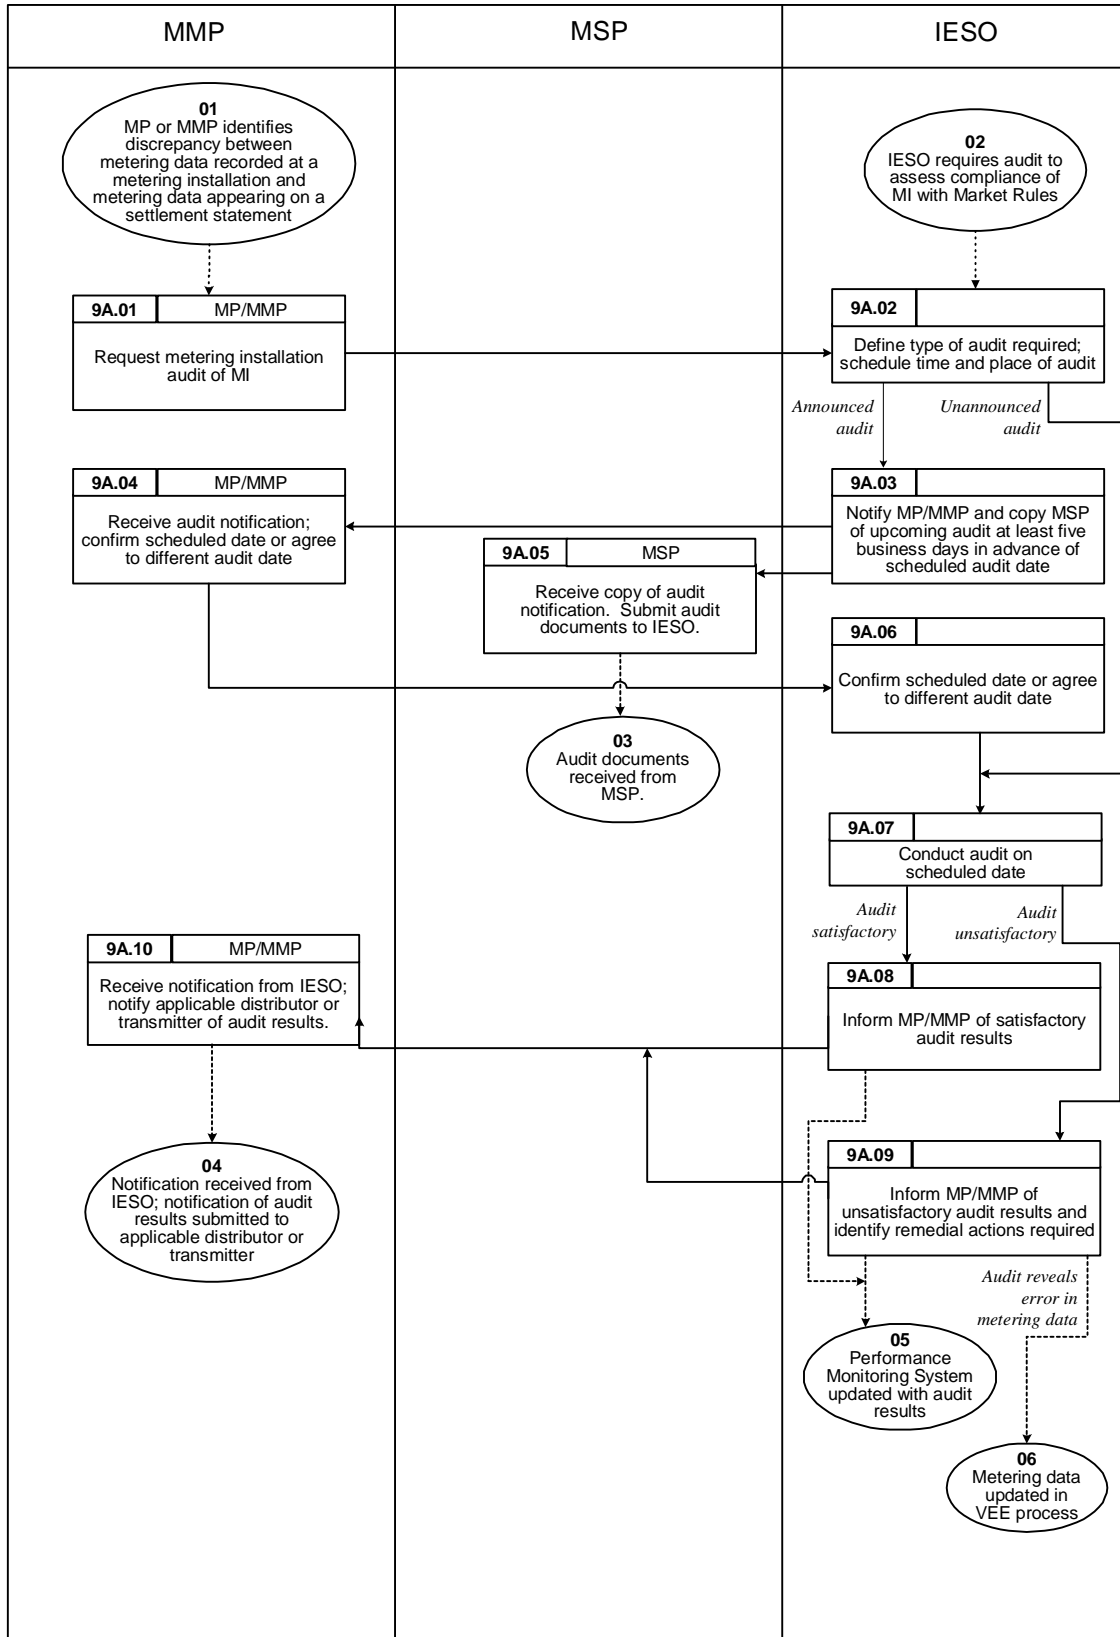 MMP
MSP
IESO
01
MP or MMP identifies
discrepancy between
metering data recorded at a
metering installation and
metering data appearing on a
settlement statement
02
IESO requires audit to
assess compliance of
MI with Market Rules
9A.01
MP/MMP
Request metering installation
audit of MI
9A.02
Define type of audit required;
schedule time and place of audit
Announced
audit
Unannounced
audit
9A.04
MP/MMP
Receive audit notification;
confirm scheduled date or agree
to different audit date
9A.03
Notify MP/MMP and copy MSP
of upcoming audit at least five
business days in advance of
scheduled audit date
9A.05
MSP
Receive copy of audit
notification. Submit audit
documents to IESO.
9A.06
Confirm scheduled date or agree
to different audit date
03
Audit documents
received from
MSP.
9A.07
Conduct audit on
scheduled date
Audit
satisfactory
Audit
unsatisfactory
9A.10
MP/MMP
Receive notification from IESO;
notify applicable distributor or
transmitter of audit results.
9A.08
Inform MP/MMP of satisfactory
audit results
04
Notification received from
IESO; notification of audit
results submitted to
applicable distributor or
transmitter
9A.09
Inform MP/MMP of
unsatisfactory audit results and
identify remedial actions required
Audit reveals
error in
metering data
05
Performance
Monitoring System
updated with audit
results
06
Metering data
updated in
VEE process